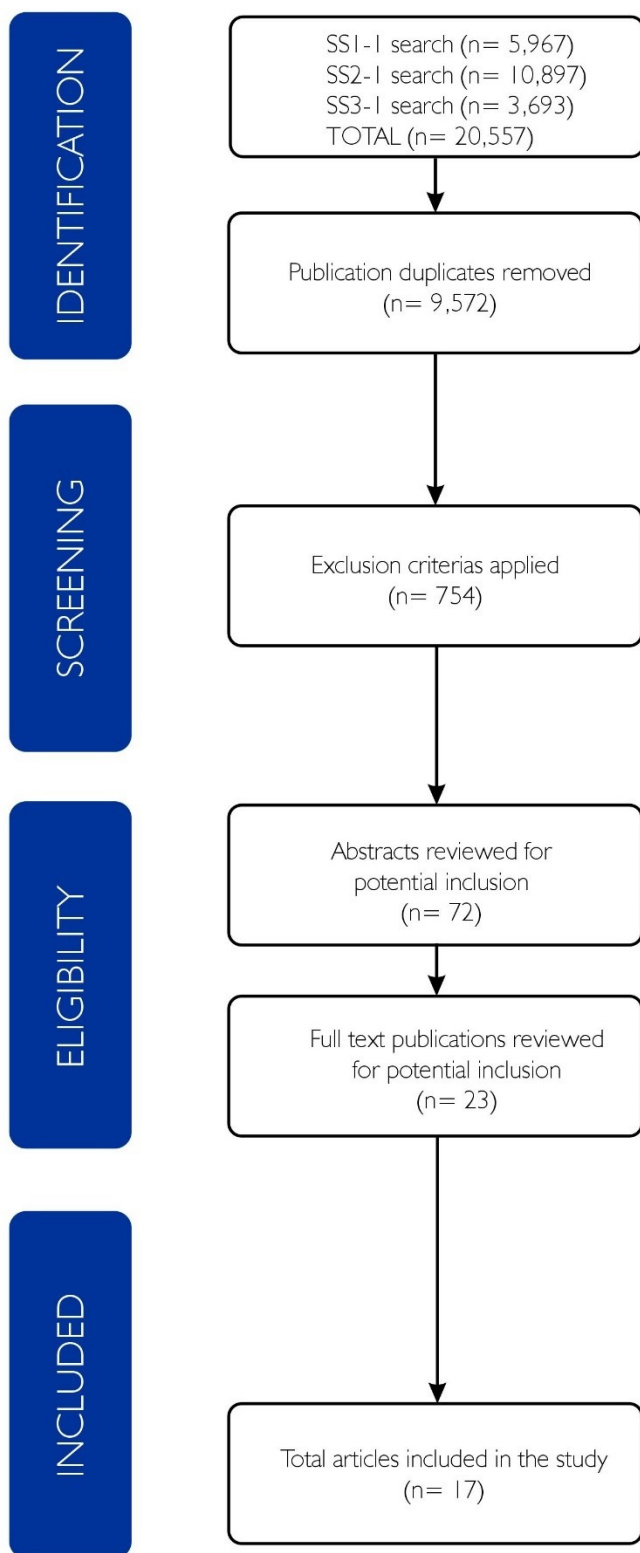 IDENTIFICATION
SS1-1 search (n= 5,967)
SS2-1 search (n= 10,897)
SS3-1 search (n= 3,693)
TOTAL (n= 20,557)
Publication duplicates removed
(n= 9,572)
SCREENING
Exclusion criterias applied
(n= 754)
ELIGIBILITY
Abstracts reviewed for
potential inclusion
(n= 72)
Full text publications reviewed
for potential inclusion
(n= 23)
INCLUDED
Total articles included in the study
(n= 17)